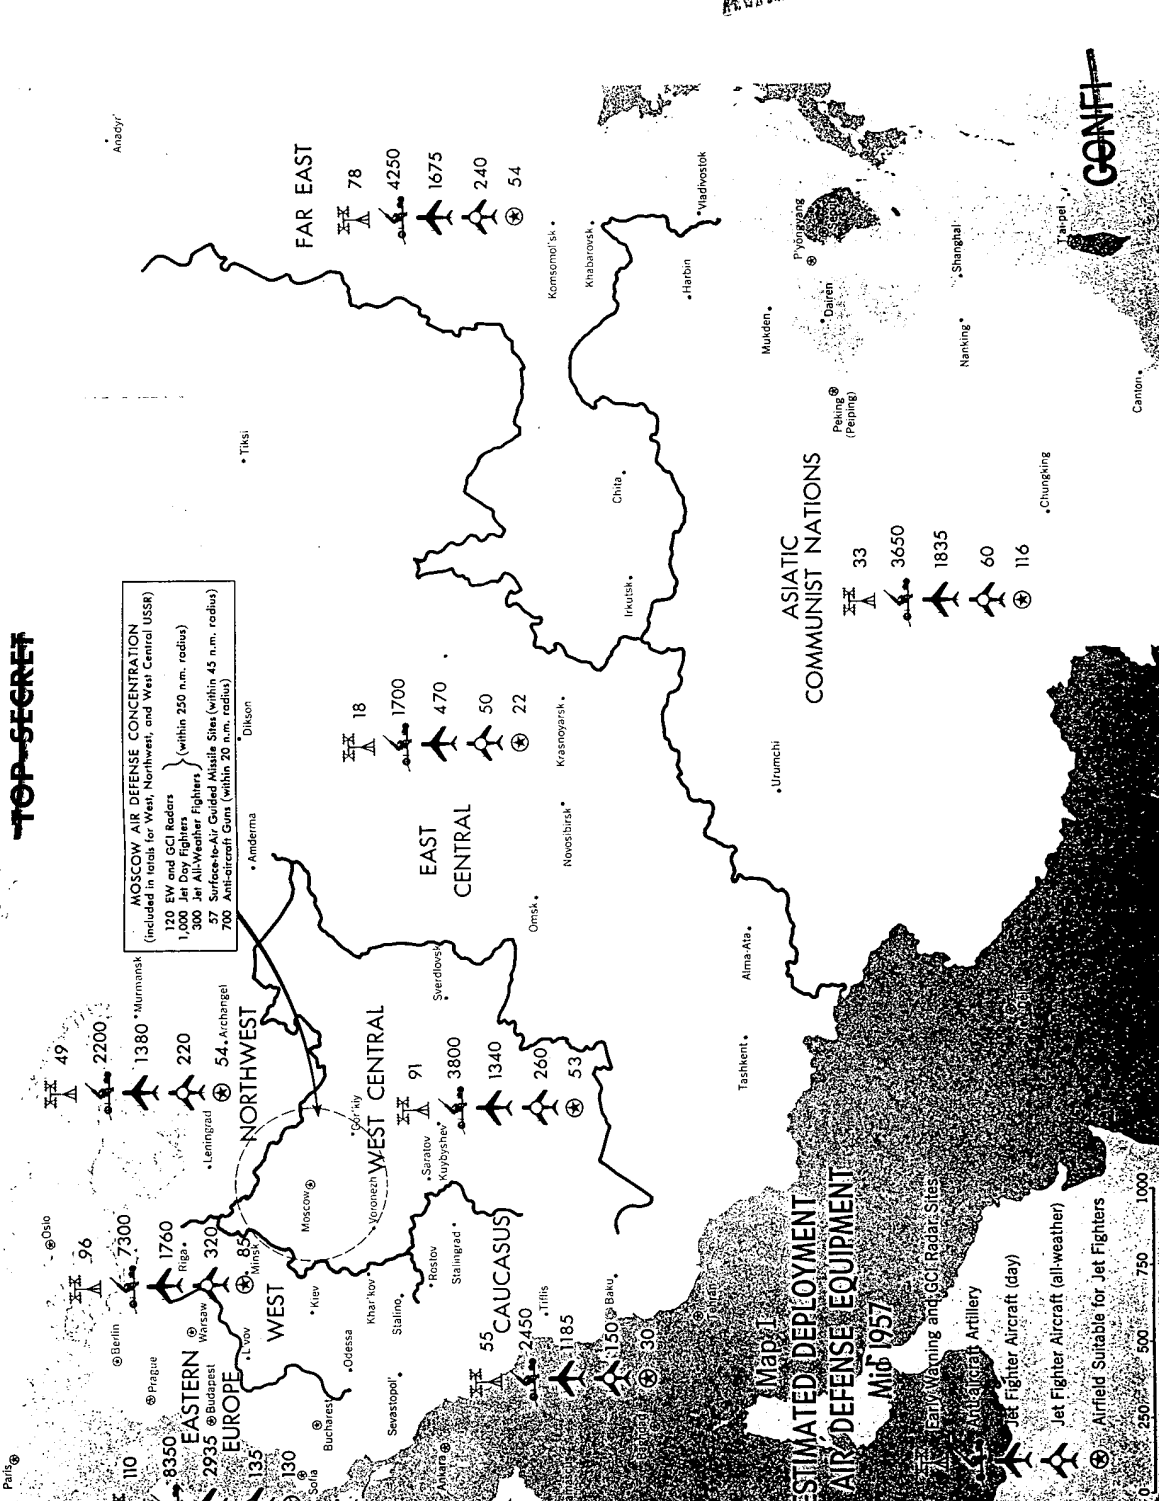 TOP SECRET
MOSCOW AIR DEFENSE CONCENTRATION
(included in totals for West, Northwest, and West Central USSR)
120 EW and GCI Radars
1,000 Jet Day Fighters
300 Jet All-Weather Fighters
(within 250 n.m. radius)
57 Surface-to-Air Guided Missile Sites (within 45 n.m. radius)
700 Anti-aircraft Guns (within 20 n.m. radius)
Paris
Oslo
Berlin
Prague
Warsaw
Budapest
Sofia
Bucharest
Ankara
EASTERN
EUROPE
110
8350
2935
135
130
WEST
96
7300
1760
320
85
Riga
Minsk
L'vov
Kiev
Odessa
Khar'kov
Stalino
Sevastopol'
NORTHWEST
49
2200
1380
220
54
Murmansk
Archangel
Leningrad
Moscow
Gor'kiy
Voronezh
WEST CENTRAL
91
3800
1340
260
53
Saratov
Kuybyshev
Sverdlovsk
CAUCASUS
55
2450
1185
150
30
Rostov
Stalingrad
Tiflis
Baku
Tehran
EAST
CENTRAL
18
1700
470
50
22
Amderma
Dikson
Omsk
Novosibirsk
Krasnoyarsk
Alma-Ata
Tashkent
FAR EAST
78
4250
1675
240
54
Anadyr'
Tiksi
Komsomol'sk
Khabarovsk
Vladivostok
Chita
Irkutsk
ASIATIC
COMMUNIST NATIONS
33
3650
1835
60
116
Urumchi
Harbin
Mukden
Dairen
P'yongyang
Peking
(Peiping)
Shanghai
Nanking
T'ai-pei
Canton
Chungking
Map 1
ESTIMATED DEPLOYMENT
AIR DEFENSE EQUIPMENT
Mid 1957
Early Warning and GCI Radar Sites
Antiaircraft Artillery
Jet Fighter Aircraft (day)
Jet Fighter Aircraft (all-weather)
Airfield Suitable for Jet Fighters
0 250 500 750 1000
CONFI